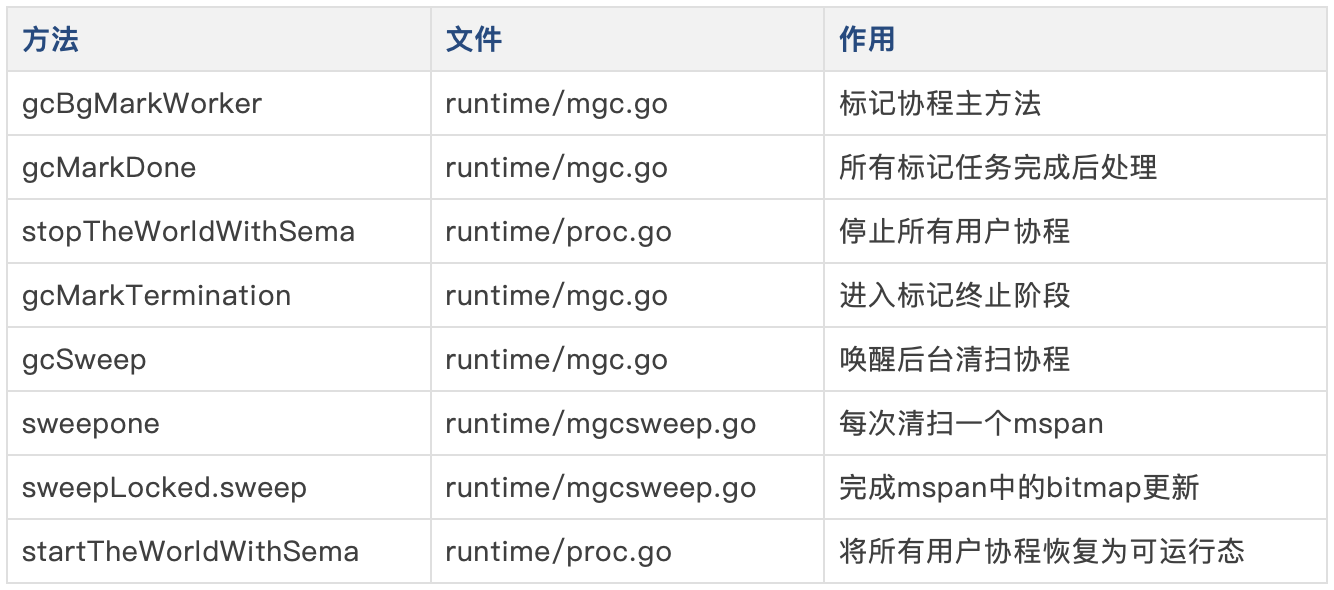 方法 文件 作用
gcBgMarkWorker runtime/mgc.go 标记协程主方法
gcMarkDone runtime/mgc.go 所有标记任务完成后处理
stopTheWorldWithSema runtime/proc.go 停止所有用户协程
gcMarkTermination runtime/mgc.go 进入标记终止阶段
gcSweep runtime/mgc.go 唤醒后台清扫协程
sweepone runtime/mgcsweep.go 每次清扫一个mspan
sweepLocked.sweep runtime/mgcsweep.go 完成mspan中的bitmap更新
startTheWorldWithSema runtime/proc.go 将所有用户协程恢复为可运行态